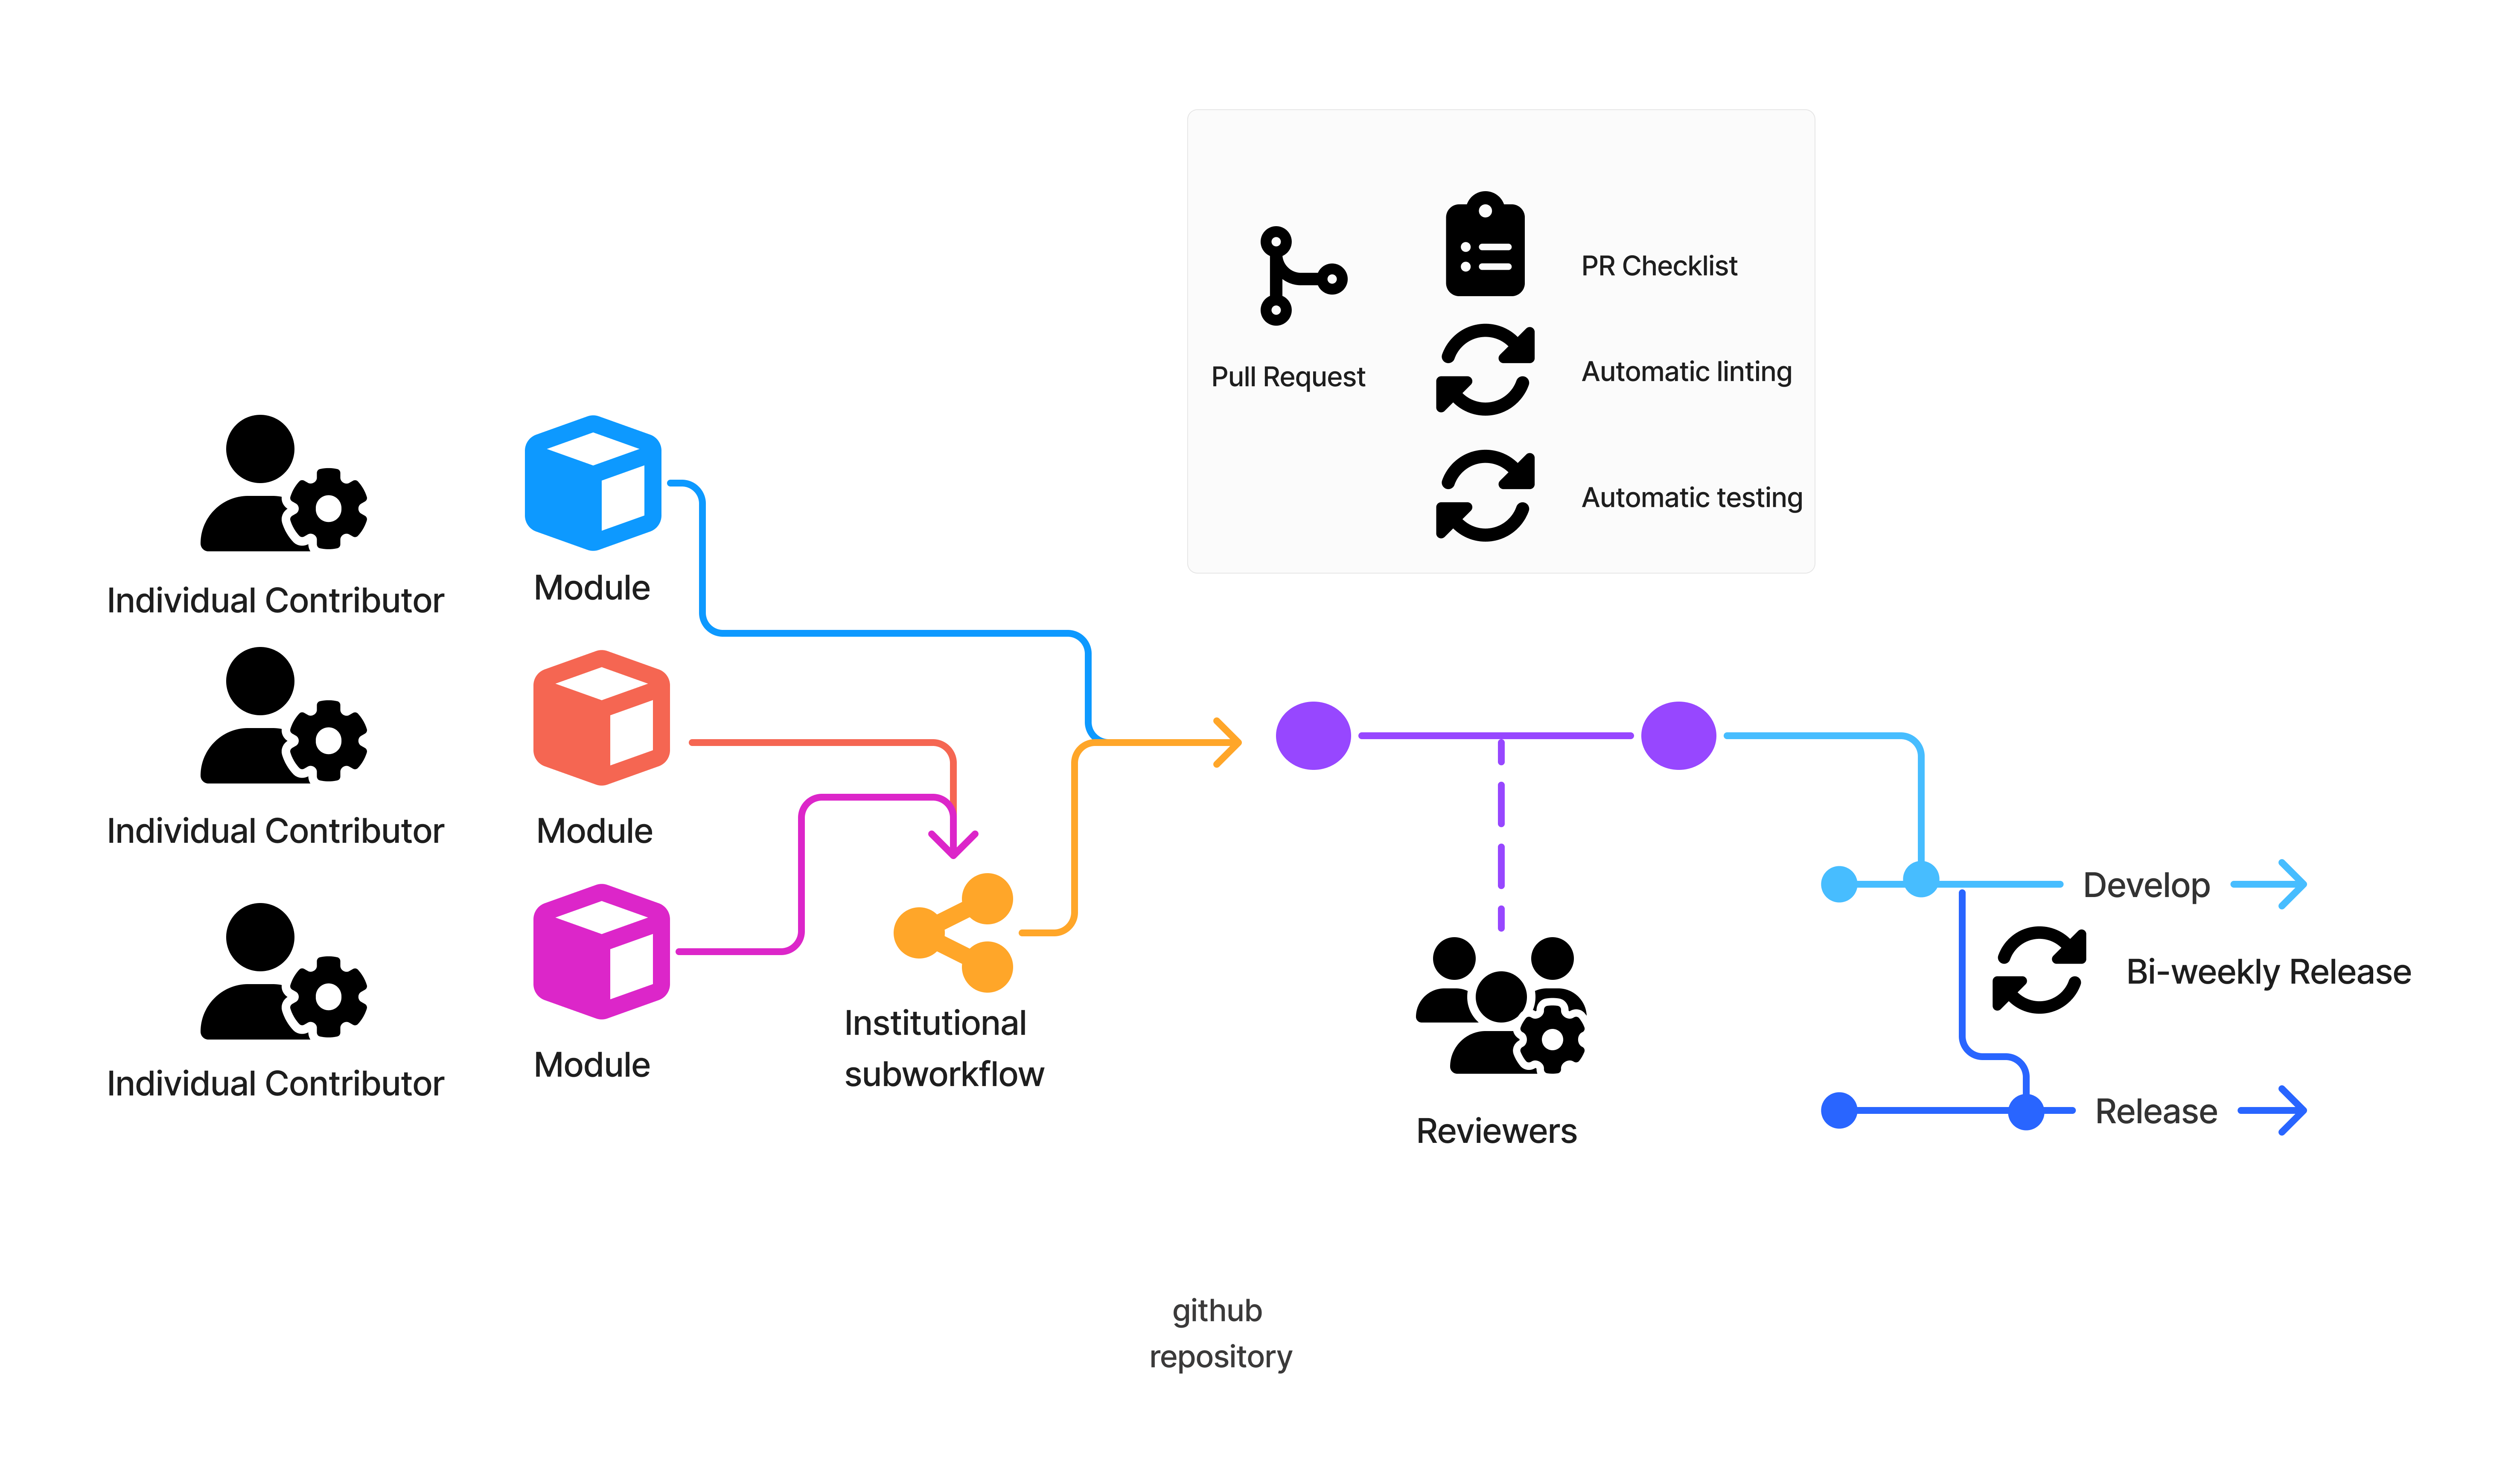 PR Checklist
Pull Request
Automatic linting
Automatic testing
Individual Contributor
Module
Individual Contributor
Module
Individual Contributor
Module
Institutional
subworkflow
Reviewers
Develop
Bi-weekly Release
Release
github
repository